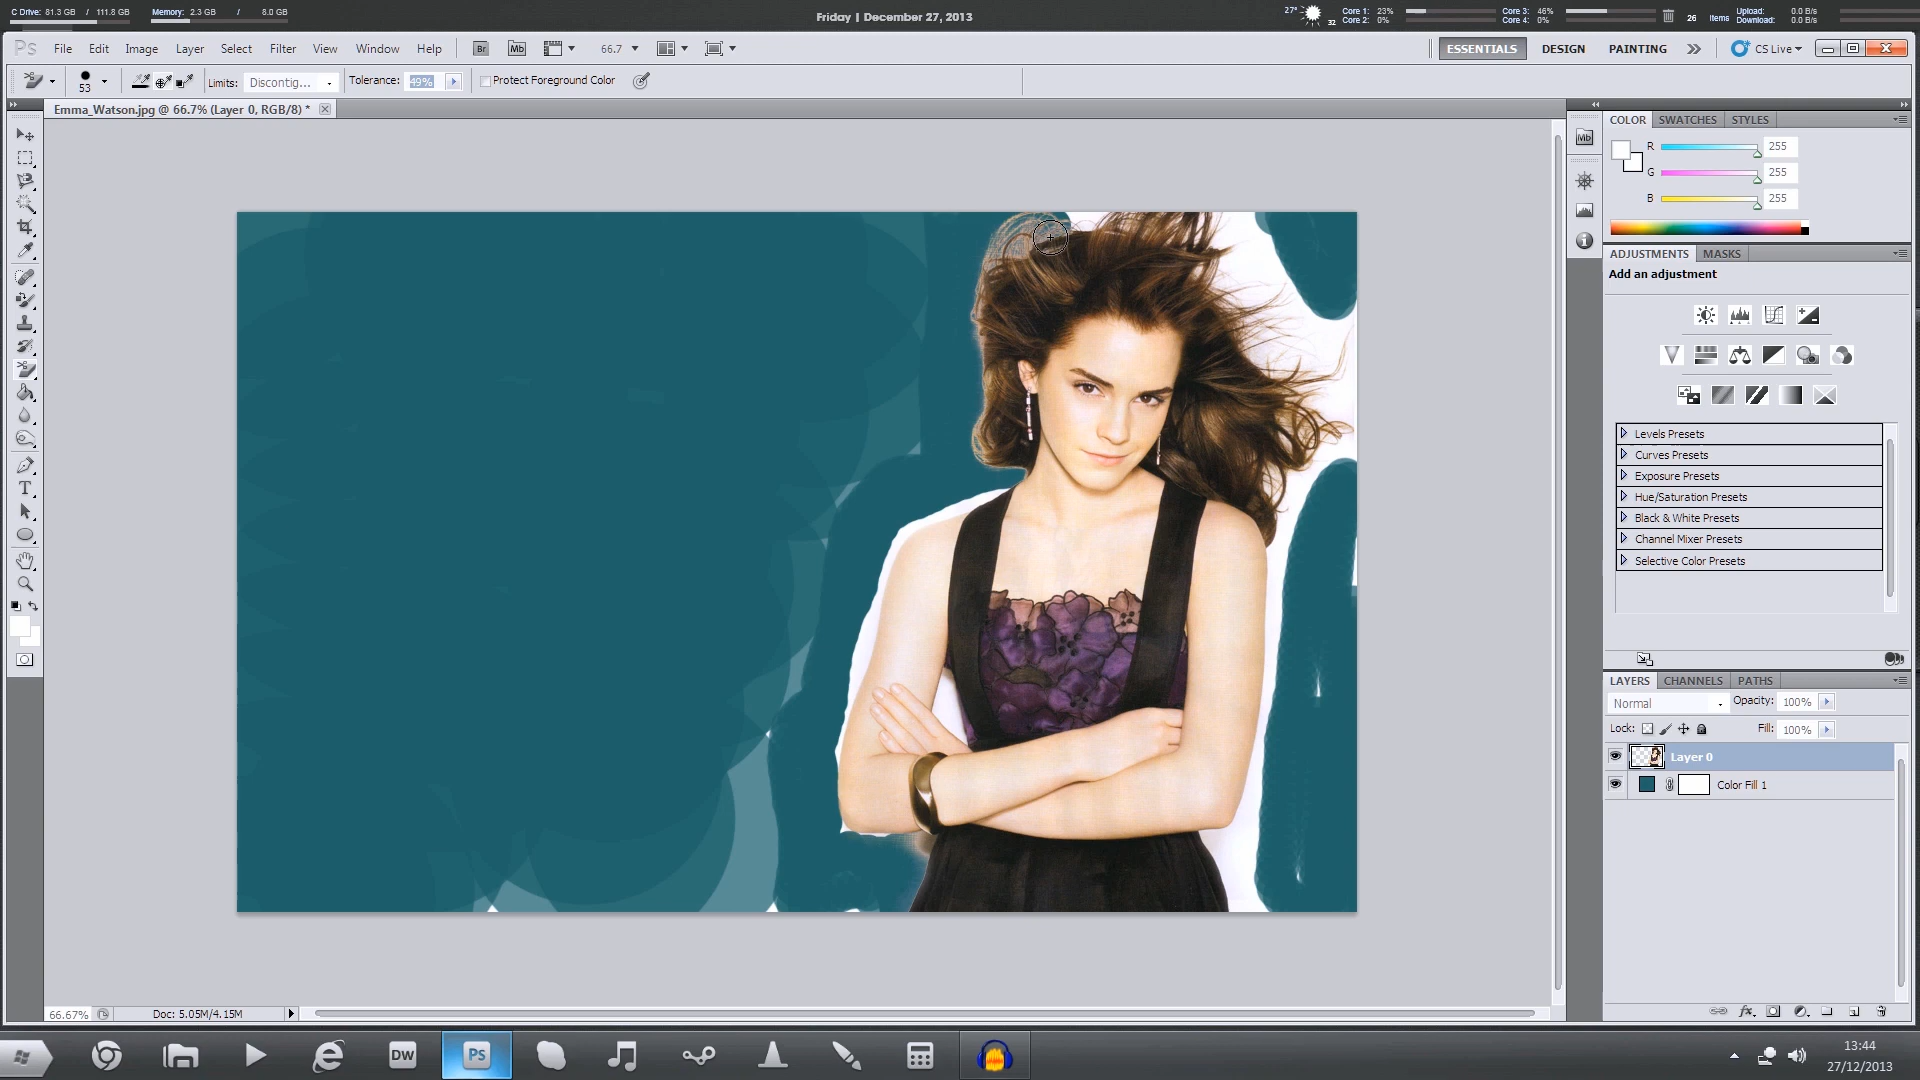 C Drive: 81.3 GB / 111.8 GB
Memory: 2.3 GB / 8.0 GB
Friday | December 27, 2013
27° 32
Core 1: 23%
Core 2: 0%
Core 3: 46%
Core 4: 0%
26 items
Upload: 0.0 B/s
Download: 0.0 B/s
Ps File Edit Image Layer Select Filter View Window Help Br Mb 66.7
ESSENTIALS DESIGN PAINTING CS Live
53 Limits: Discontig... Tolerance: 49% Protect Foreground Color
Emma_Watson.jpg @ 66.7% (Layer 0, RGB/8) *
Mb
COLOR SWATCHES STYLES
R 255
G 255
B 255
ADJUSTMENTS MASKS
Add an adjustment
Levels Presets
Curves Presets
Exposure Presets
Hue/Saturation Presets
Black & White Presets
Channel Mixer Presets
Selective Color Presets
LAYERS CHANNELS PATHS
Normal Opacity: 100%
Lock: Fill: 100%
Layer 0
Color Fill 1
66.67% Doc: 5.05M/4.15M
DW PS
13:44
27/12/2013